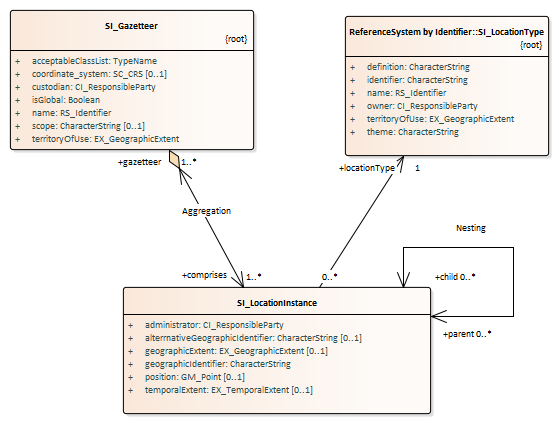 SI_Gazetteer
{root}
+ acceptableClassList: TypeName
+ coordinate_system: SC_CRS [0..1]
+ custodian: CI_ResponsibleParty
+ isGlobal: Boolean
+ name: RS_Identifier
+ scope: CharacterString [0..1]
+ territoryOfUse: EX_GeographicExtent
ReferenceSystem by Identifier::SI_LocationType
{root}
+ definition: CharacterString
+ identifier: CharacterString
+ name: RS_Identifier
+ owner: CI_ResponsibleParty
+ territoryOfUse: EX_GeographicExtent
+ theme: CharacterString
+gazetteer 1..*
+locationType 1
Aggregation
Nesting
+comprises 1..*
0..*
+child 0..*
+parent 0..*
SI_LocationInstance
+ administrator: CI_ResponsibleParty
+ alternativeGeographicIdentifier: CharacterString [0..1]
+ geographicExtent: EX_GeographicExtent [0..1]
+ geographicIdentifier: CharacterString
+ position: GM_Point [0..1]
+ temporalExtent: EX_TemporalExtent [0..1]